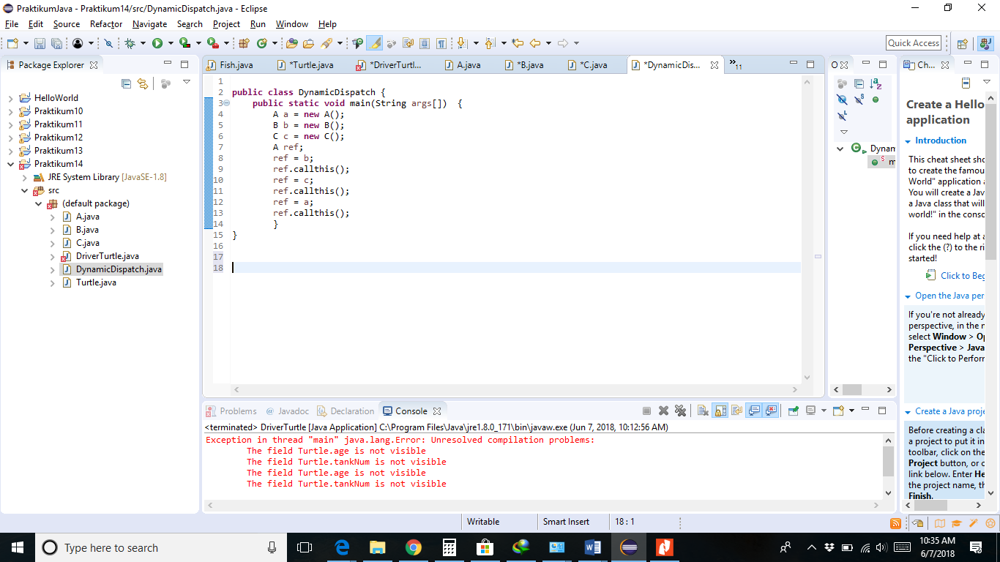 PraktikumJava - Praktikum14/src/DynamicDispatch.java - Eclipse
File Edit Source Refactor Navigate Search Project Run Window Help
Quick Access
Package Explorer
HelloWorld
Praktikum10
Praktikum11
Praktikum12
Praktikum13
Praktikum14
JRE System Library [JavaSE-1.8]
src
(default package)
A.java
B.java
C.java
DriverTurtle.java
DynamicDispatch.java
Turtle.java
Fish.java *Turtle.java *DriverTurtl... A.java *B.java *C.java *DynamicDis... »11
1
2 public class DynamicDispatch {
3 public static void main(String args[]) {
4 A a = new A();
5 B b = new B();
6 C c = new C();
7 A ref;
8 ref = b;
9 ref.callthis();
10 ref = c;
11 ref.callthis();
12 ref = a;
13 ref.callthis();
14 }
15 }
16
17
18
O
Dynam
S m
Ch...
Create a Hello
application
Introduction
This cheat sheet sho
to create the famou
World" application a
You will create a Jav
a Java class that will
world!" in the conso
If you need help at a
click the (?) to the ri
started!
Click to Beg
Open the Java per
If you're not already
perspective, in the m
select Window > Op
Perspective > Java
the "Click to Perform
Create a Java proje
Before creating a cla
a project to put it in
toolbar, click on the
Project button, or c
link below. Enter He
the project name, th
Finish.
Problems @ Javadoc Declaration Console
<terminated> DriverTurtle [Java Application] C:\Program Files\Java\jre1.8.0_171\bin\javaw.exe (Jun 7, 2018, 10:12:56 AM)
Exception in thread "main" java.lang.Error: Unresolved compilation problems:
The field Turtle.age is not visible
The field Turtle.tankNum is not visible
The field Turtle.age is not visible
The field Turtle.tankNum is not visible
Writable Smart Insert 18 : 1
Type here to search
10:35 AM
6/7/2018